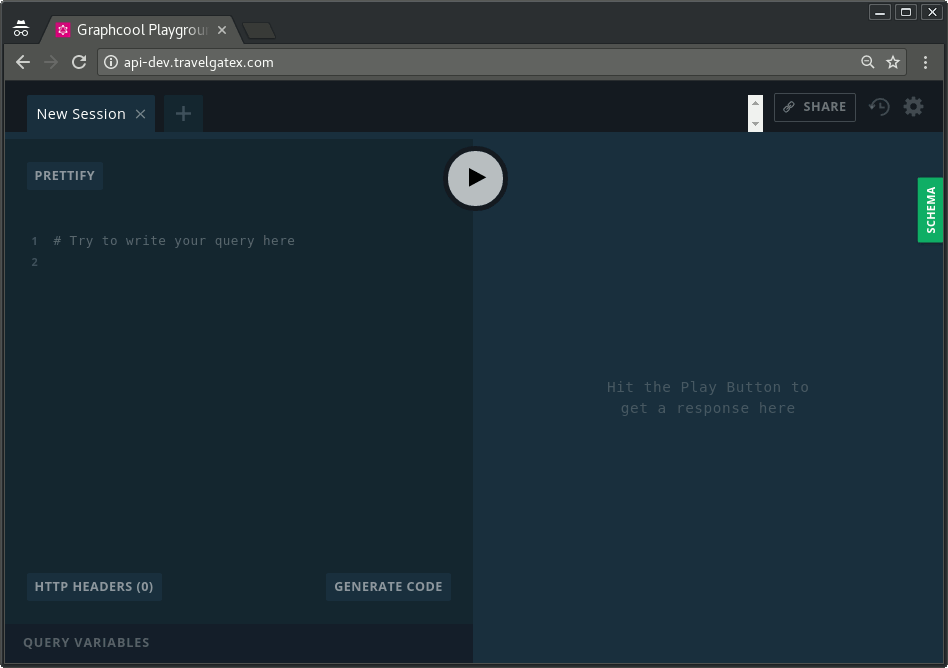 Graphcool Playgrou
api-dev.travelgatex.com
New Session
SHARE
PRETTIFY
SCHEMA
1 # Try to write your query here
2
Hit the Play Button to
get a response here
HTTP HEADERS (0)
GENERATE CODE
QUERY VARIABLES